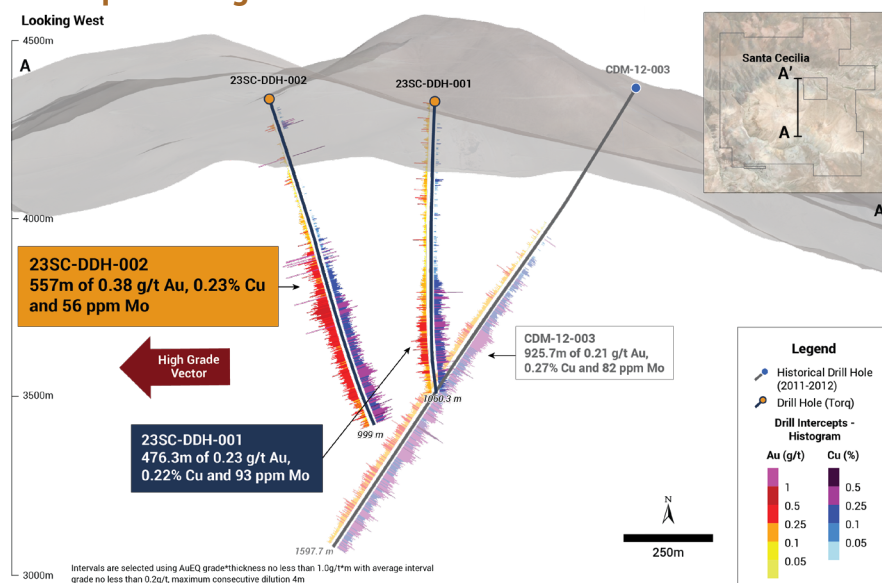 Looking West
4500m
A
23SC-DDH-002
23SC-DDH-001
CDM-12-003
Santa Cecilia
A'
A
4000m
A
23SC-DDH-002
557m of 0.38 g/t Au, 0.23% Cu
and 56 ppm Mo
High Grade
Vector
CDM-12-003
925.7m of 0.21 g/t Au,
0.27% Cu and 82 ppm Mo
3500m
1060.3 m
999 m
23SC-DDH-001
476.3m of 0.23 g/t Au,
0.22% Cu and 93 ppm Mo
1597.7 m
3000m
Intervals are selected using AuEQ grade*thickness no less than 1.0g/t*m with average interval
grade no less than 0.2g/t, maximum consecutive dilution 4m
N
250m
Legend
Historical Drill Hole
(2011-2012)
Drill Hole (Torq)
Drill Intercepts -
Histogram
Au (g/t) Cu (%)
1 0.5
0.5 0.25
0.25 0.1
0.1 0.05
0.05